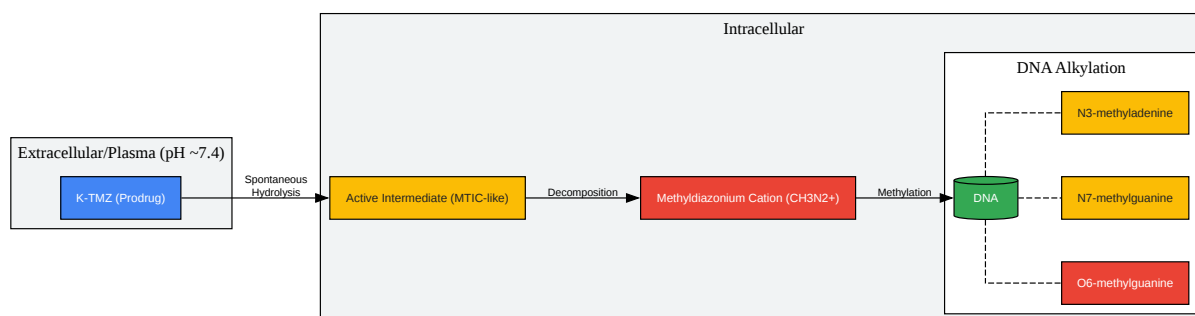 Intracellular
DNA Alkylation
N3-methyladenine
Extracellular/Plasma (pH ~7.4)
K-TMZ (Prodrug)
Spontaneous
Hydrolysis
Active Intermediate (MTIC-like)
Decomposition
Methyldiazonium Cation (CH3N2+)
Methylation
DNA
N7-methylguanine
O6-methylguanine